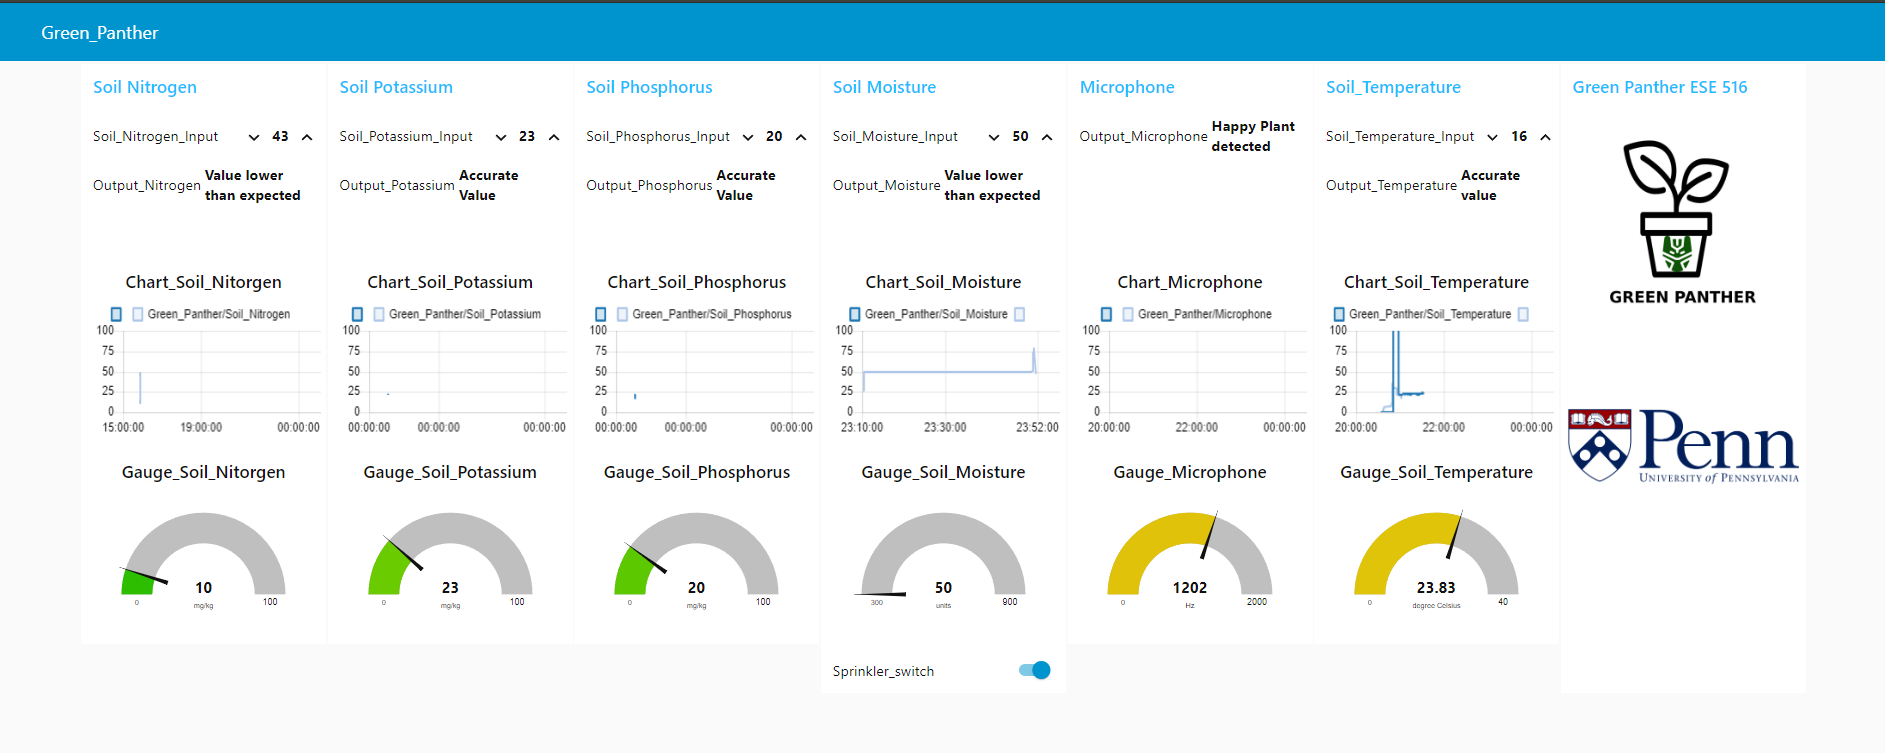 Green_Panther
Soil Nitrogen
Soil_Nitrogen_Input 43
Output_Nitrogen Value lower
than expected
Chart_Soil_Nitorgen
Green_Panther/Soil_Nitrogen
100
75
50
25
0
15:00:00 19:00:00 00:00:00
Gauge_Soil_Nitorgen
10
0 mg/kg 100
Soil Potassium
Soil_Potassium_Input 23
Output_Potassium Accurate
Value
Chart_Soil_Potassium
Green_Panther/Soil_Potassium
100
75
50
25
0
00:00:00 00:00:00 00:00:00
Gauge_Soil_Potassium
23
0 mg/kg 100
Soil Phosphorus
Soil_Phosphorus_Input 20
Output_Phosphorus Accurate
Value
Chart_Soil_Phosphorus
Green_Panther/Soil_Phosphorus
100
75
50
25
0
00:00:00 00:00:00 00:00:00
Gauge_Soil_Phosphorus
20
0 mg/kg 100
Soil Moisture
Soil_Moisture_Input 50
Output_Moisture Value lower
than expected
Chart_Soil_Moisture
Green_Panther/Soil_Moisture
100
75
50
25
0
23:10:00 23:30:00 23:52:00
Gauge_Soil_Moisture
50
300 units 900
Sprinkler_switch
Microphone
Output_Microphone Happy Plant
detected
Chart_Microphone
Green_Panther/Microphone
100
75
50
25
0
20:00:00 22:00:00 00:00:00
Gauge_Microphone
1202
0 Hz 2000
Soil_Temperature
Soil_Temperature_Input 16
Output_Temperature Accurate
value
Chart_Soil_Temperature
Green_Panther/Soil_Temperature
100
75
50
25
0
20:00:00 22:00:00 00:00:00
Gauge_Soil_Temperature
23.83
0 degree Celsius 40
Green Panther ESE 516
GREEN PANTHER
Penn
UNIVERSITY of PENNSYLVANIA